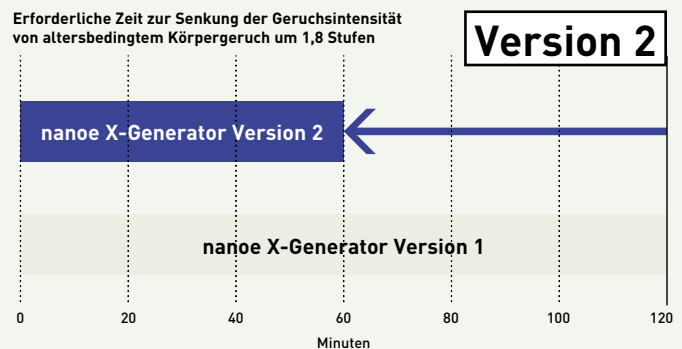 Erforderliche Zeit zur Senkung der Geruchsintensität
von altersbedingtem Körpergeruch um 1,8 Stufen
Version 2
nanoe X-Generator Version 2
nanoe X-Generator Version 1
0 20 40 60 80 100 120
Minuten